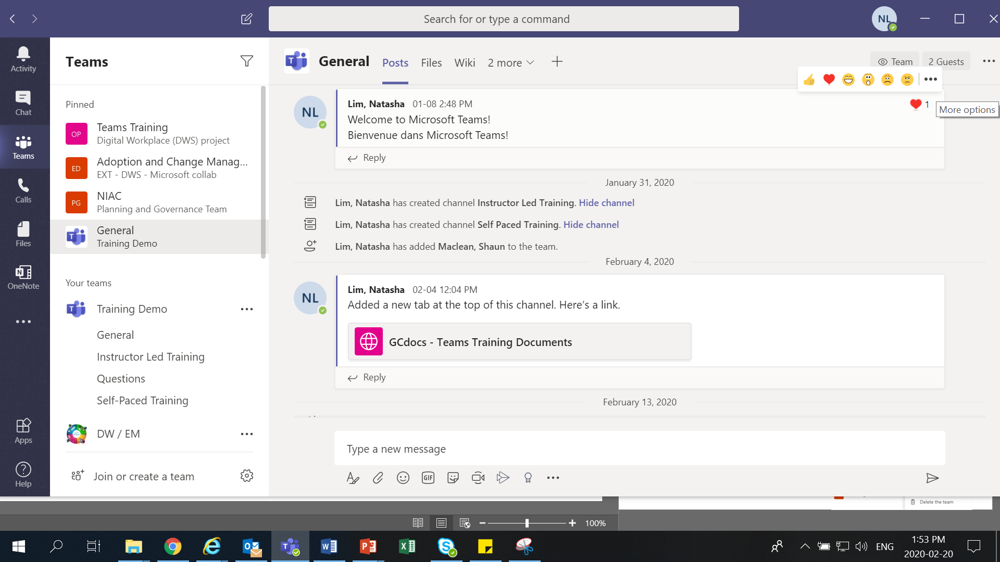 Search for or type a command
NL
Activity
Chat
Teams
Calls
Files
OneNote
Apps
Help
Teams
Pinned
OP
Teams Training
Digital Workplace (DWS) project
ED
Adoption and Change Manag...
EXT - DWS - Microsoft collab
PG
NIAC
Planning and Governance Team
T
General
Training Demo
Your teams
T
Training Demo
General
Instructor Led Training
Questions
Self-Paced Training
DW / EM
Join or create a team
T
General
Posts
Files
Wiki
2 more
Team
2 Guests
NL
Lim, Natasha 01-08 2:48 PM
1
More options
Welcome to Microsoft Teams!
Bienvenue dans Microsoft Teams!
Reply
January 31, 2020
Lim, Natasha has created channel Instructor Led Training. Hide channel
Lim, Natasha has created channel Self Paced Training. Hide channel
Lim, Natasha has added Maclean, Shaun to the team.
February 4, 2020
NL
Lim, Natasha 02-04 12:04 PM
Added a new tab at the top of this channel. Here’s a link.
GCdocs - Teams Training Documents
Reply
February 13, 2020
Type a new message
GIF
Delete the team
100%
ENG
1:53 PM
2020-02-20